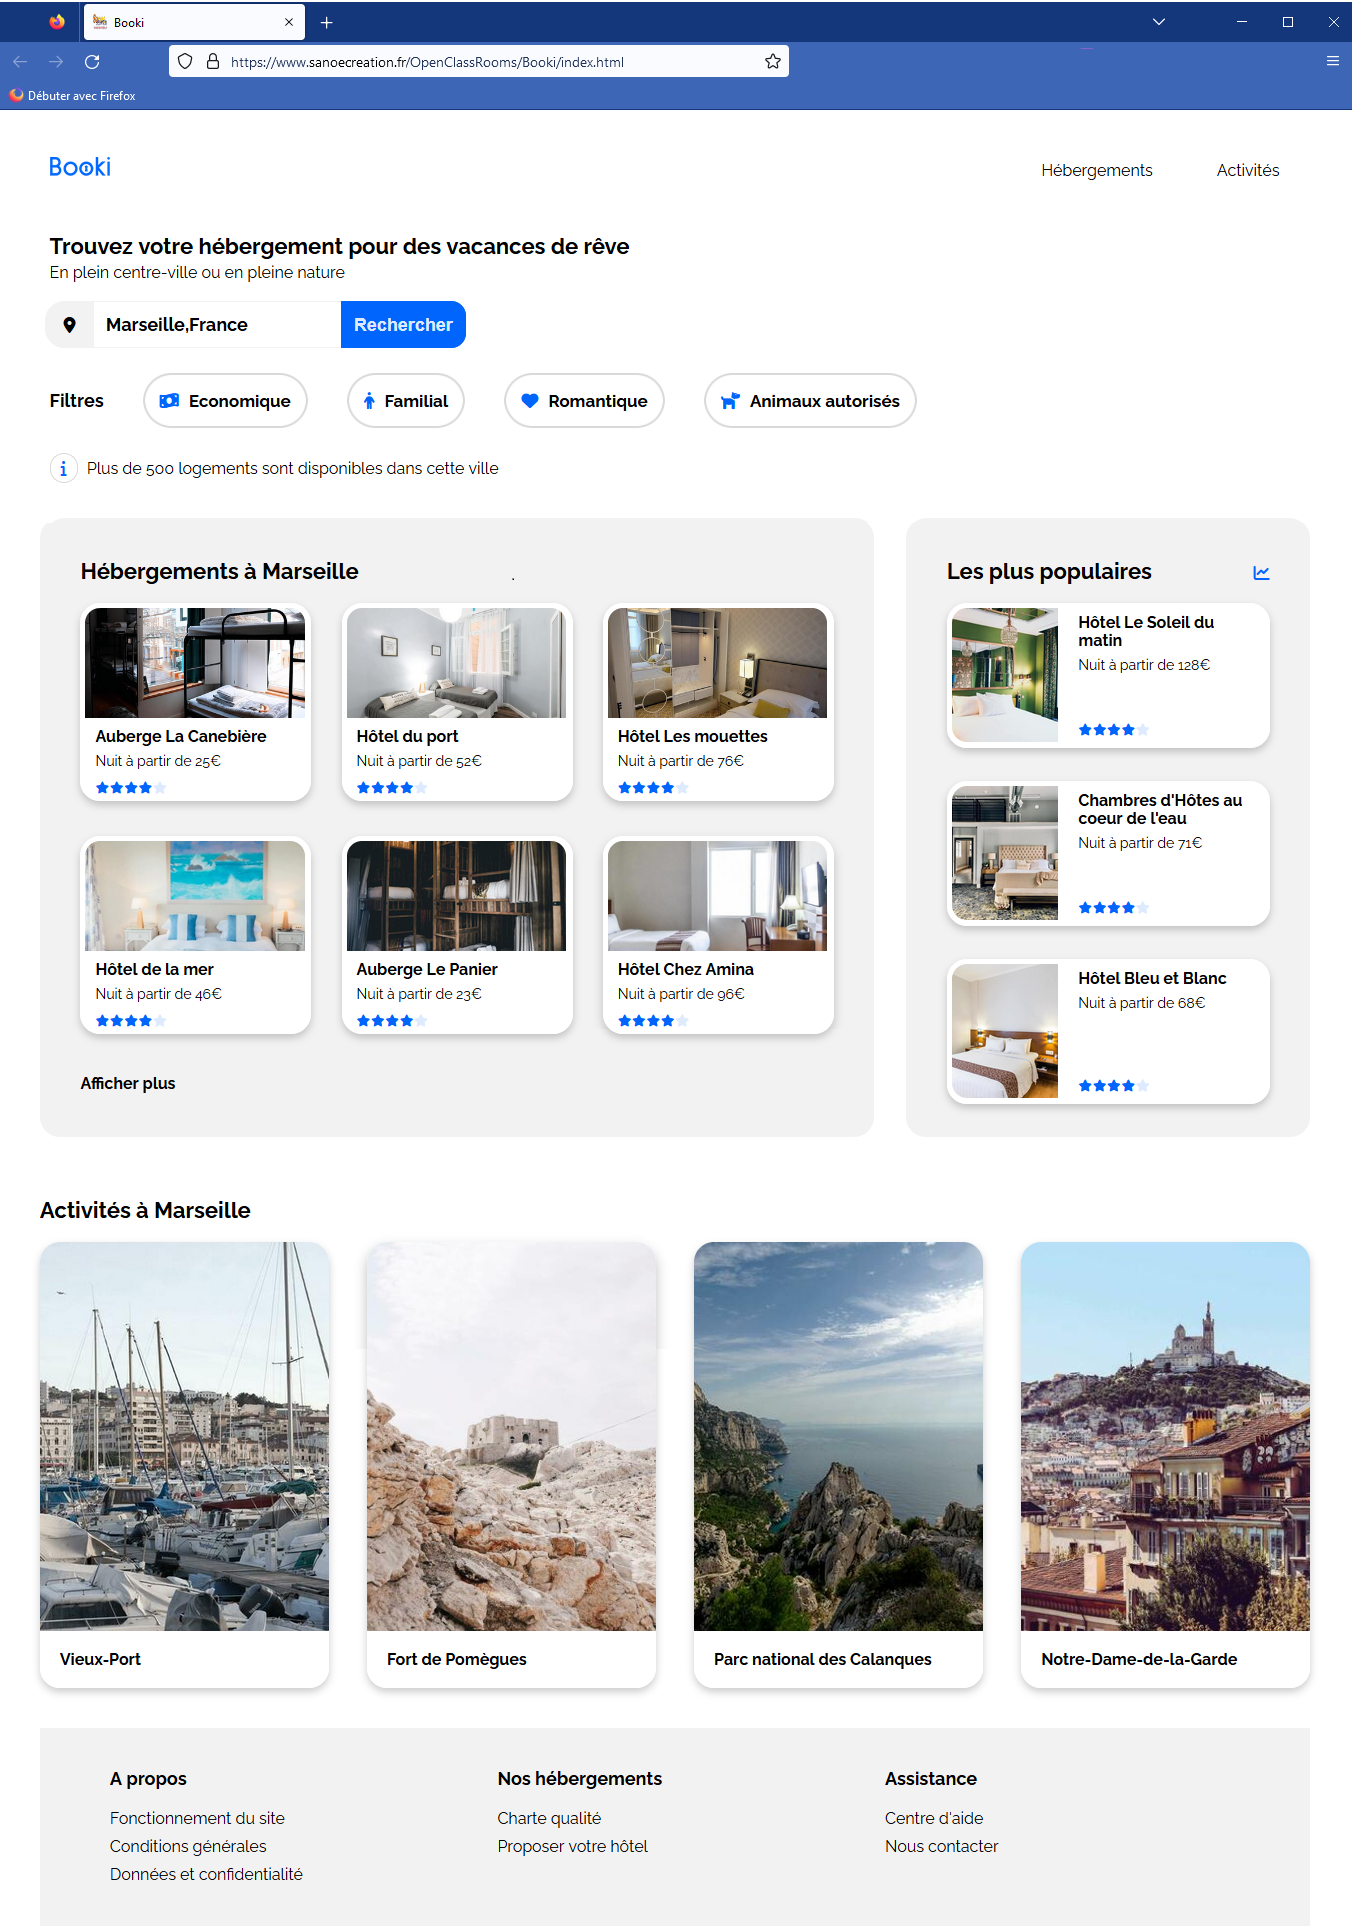 Booki
https://www.sanoecreation.fr/OpenClassRooms/Booki/index.html
Débuter avec Firefox
Booki
Hébergements
Activités
Trouvez votre hébergement pour des vacances de rêve
En plein centre-ville ou en pleine nature
Marseille,France
Rechercher
Filtres
Economique
Familial
Romantique
Animaux autorisés
Plus de 500 logements sont disponibles dans cette ville
Hébergements à Marseille
Auberge La Canebière
Nuit à partir de 25€
Hôtel du port
Nuit à partir de 52€
Hôtel Les mouettes
Nuit à partir de 76€
Hôtel de la mer
Nuit à partir de 46€
Auberge Le Panier
Nuit à partir de 23€
Hôtel Chez Amina
Nuit à partir de 96€
Afficher plus
Les plus populaires
Hôtel Le Soleil du
matin
Nuit à partir de 128€
Chambres d'Hôtes au
coeur de l'eau
Nuit à partir de 71€
Hôtel Bleu et Blanc
Nuit à partir de 68€
Activités à Marseille
Vieux-Port
Fort de Pomègues
Parc national des Calanques
Notre-Dame-de-la-Garde
A propos
Fonctionnement du site
Conditions générales
Données et confidentialité
Nos hébergements
Charte qualité
Proposer votre hôtel
Assistance
Centre d'aide
Nous contacter